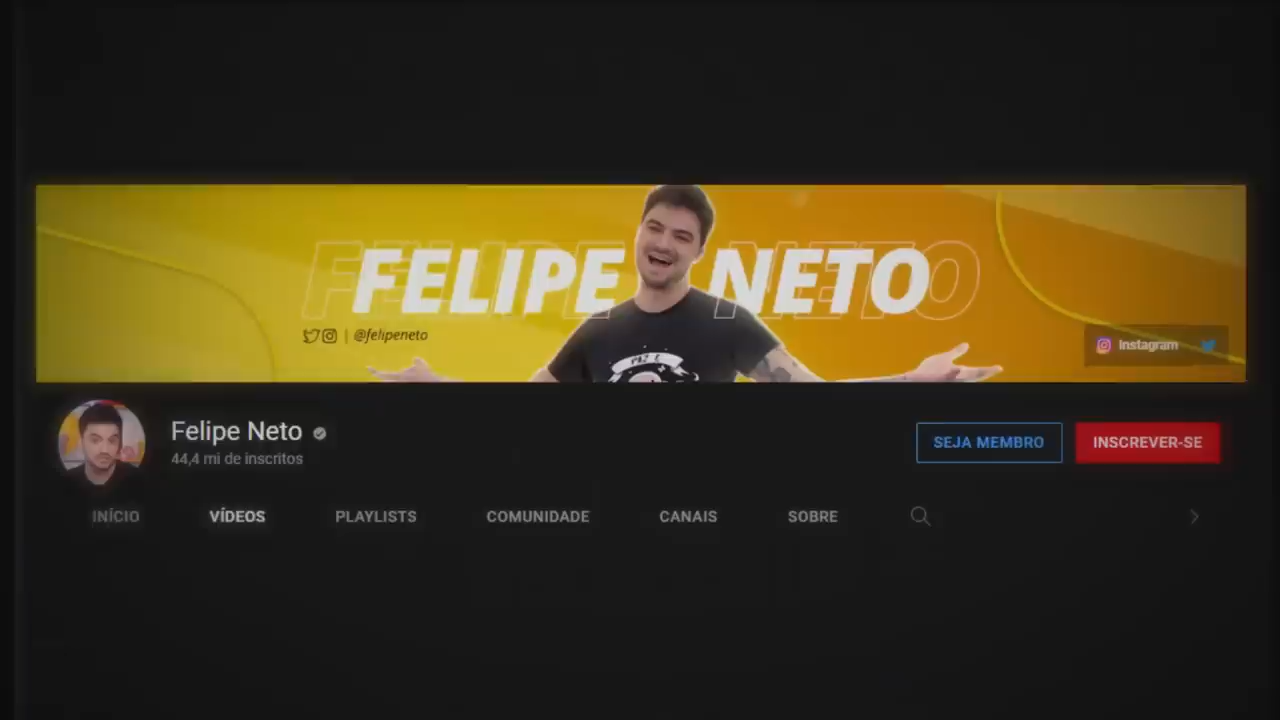 FELIPE NETO
@felipeneto
Instagram
Felipe Neto
44,4 mi de inscritos
SEJA MEMBRO
INSCREVER-SE
INÍCIO
VÍDEOS
PLAYLISTS
COMUNIDADE
CANAIS
SOBRE